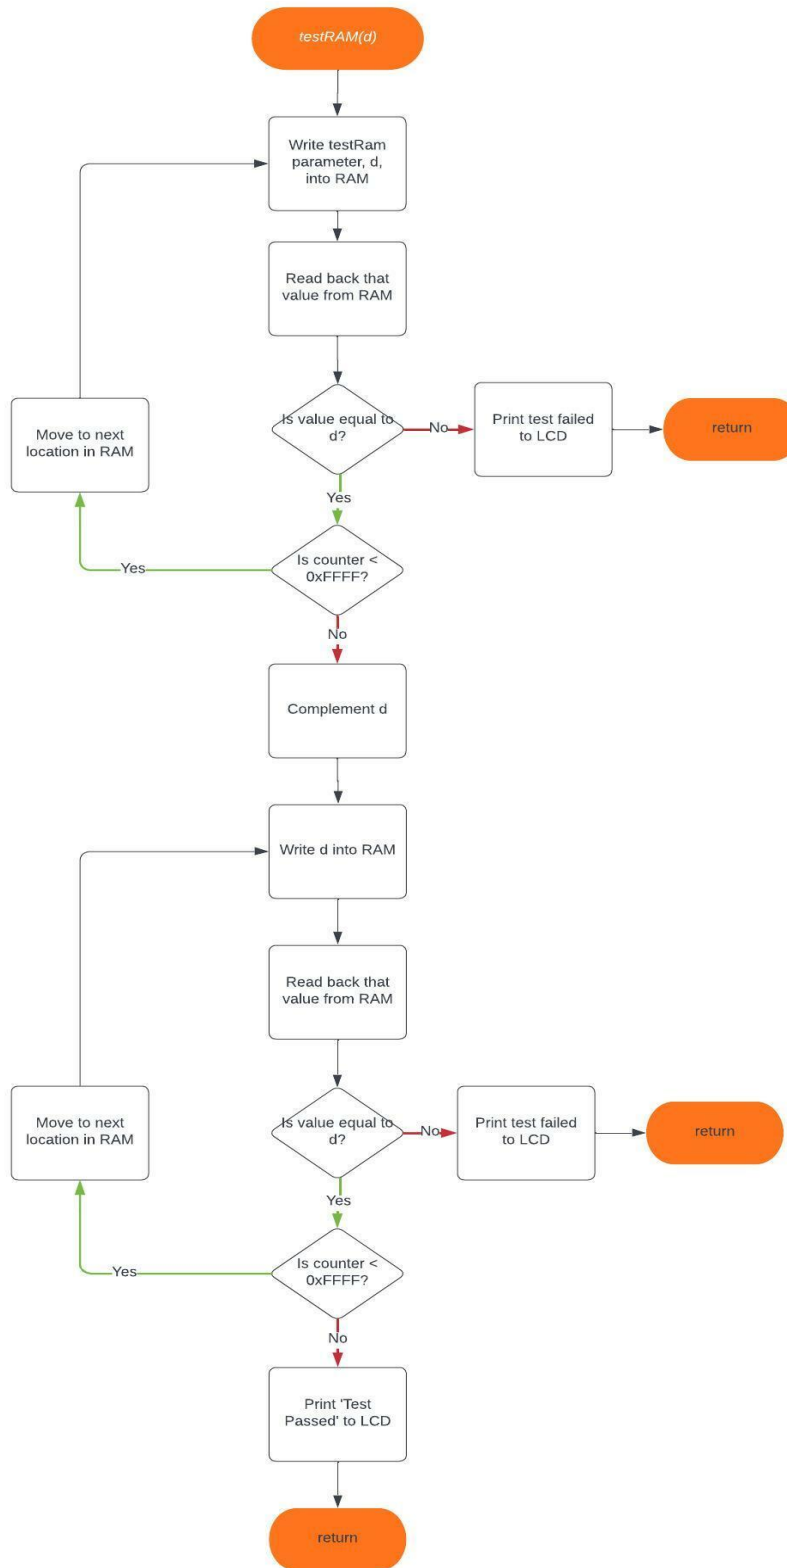 testRAM(d)
Write testRam
parameter, d,
into RAM
Read back that
value from RAM
Is value equal to
d?
No
Print test failed
to LCD
return
Move to next
location in RAM
Yes
Is counter <
0xFFFF?
Yes
No
Complement d
Write d into RAM
Read back that
value from RAM
Is value equal to
d?
No
Print test failed
to LCD
return
Move to next
location in RAM
Yes
Is counter <
0xFFFF?
Yes
No
Print 'Test
Passed' to LCD
return